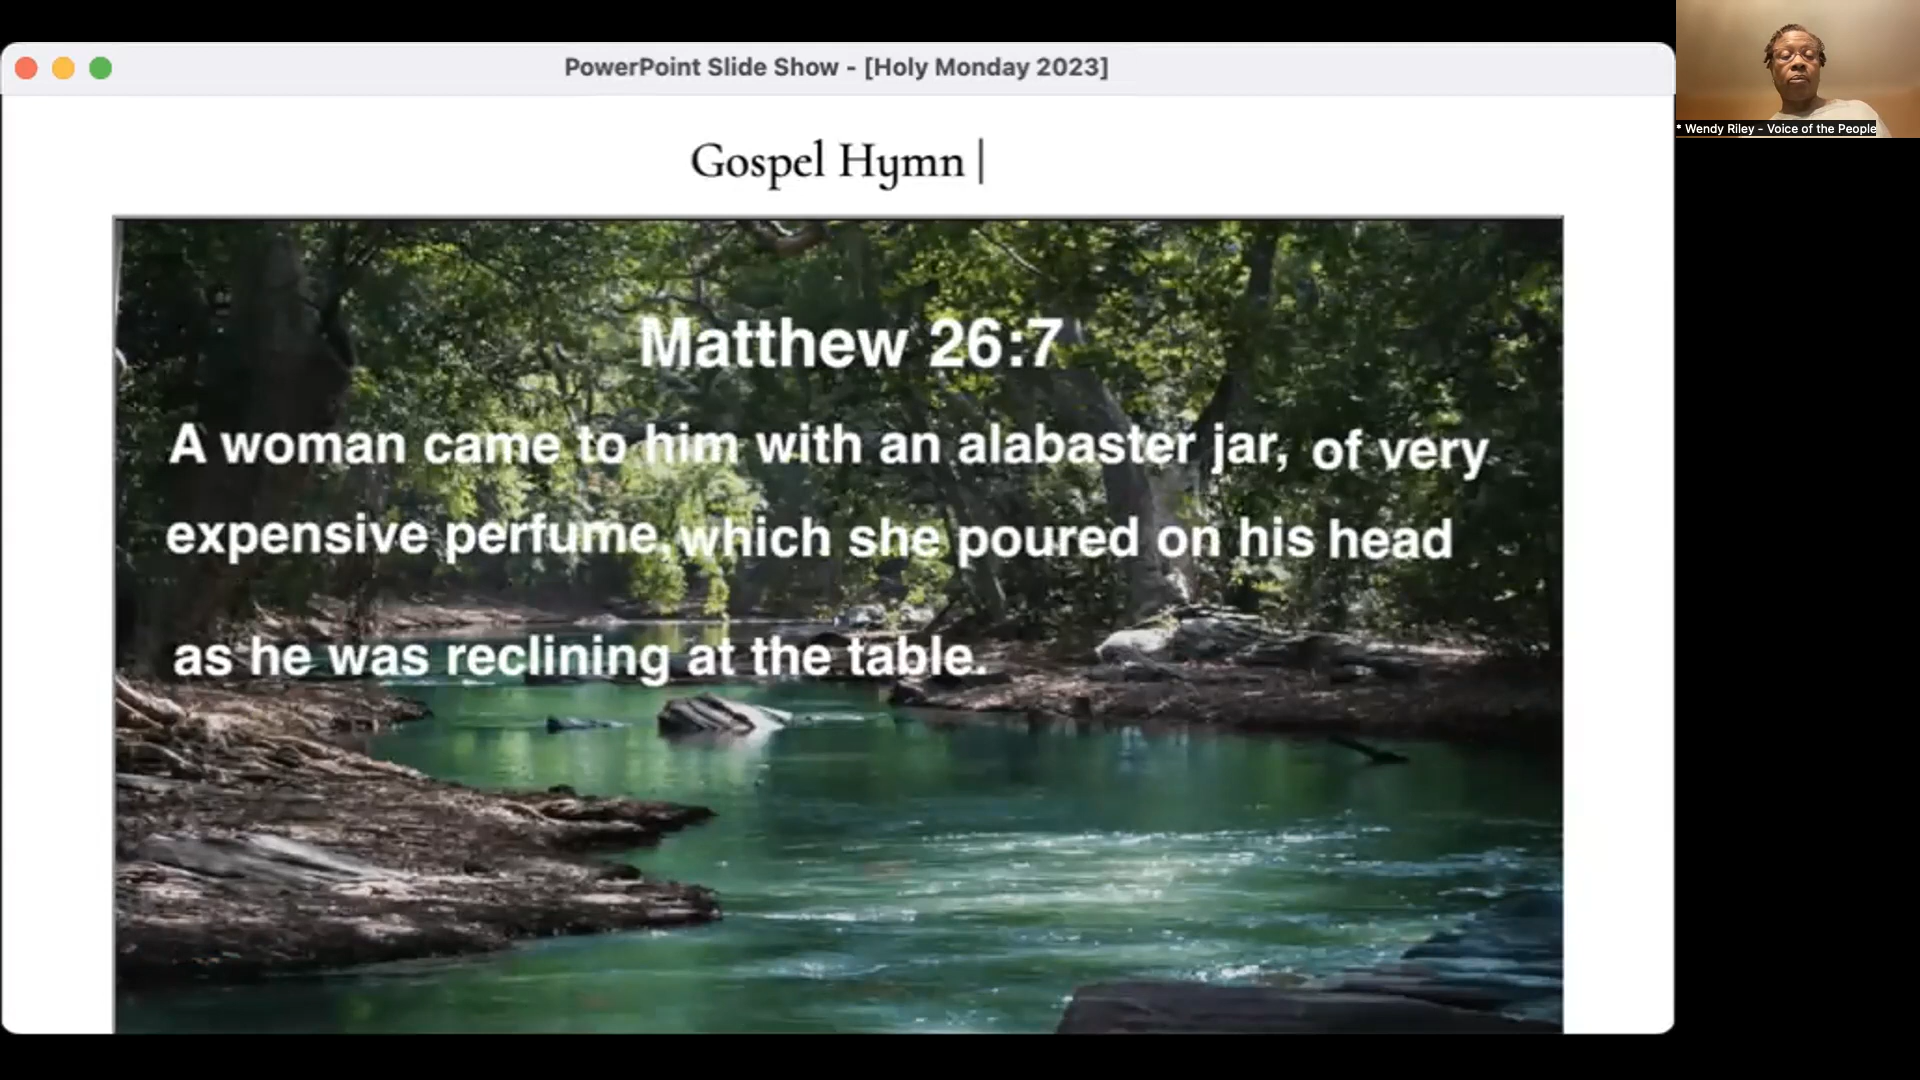 PowerPoint Slide Show - [Holy Monday 2023]
* Wendy Riley - Voice of the People
Gospel Hymn |
Matthew 26:7
A woman came to him with an alabaster jar, of very
expensive perfume, which she poured on his head
as he was reclining at the table.